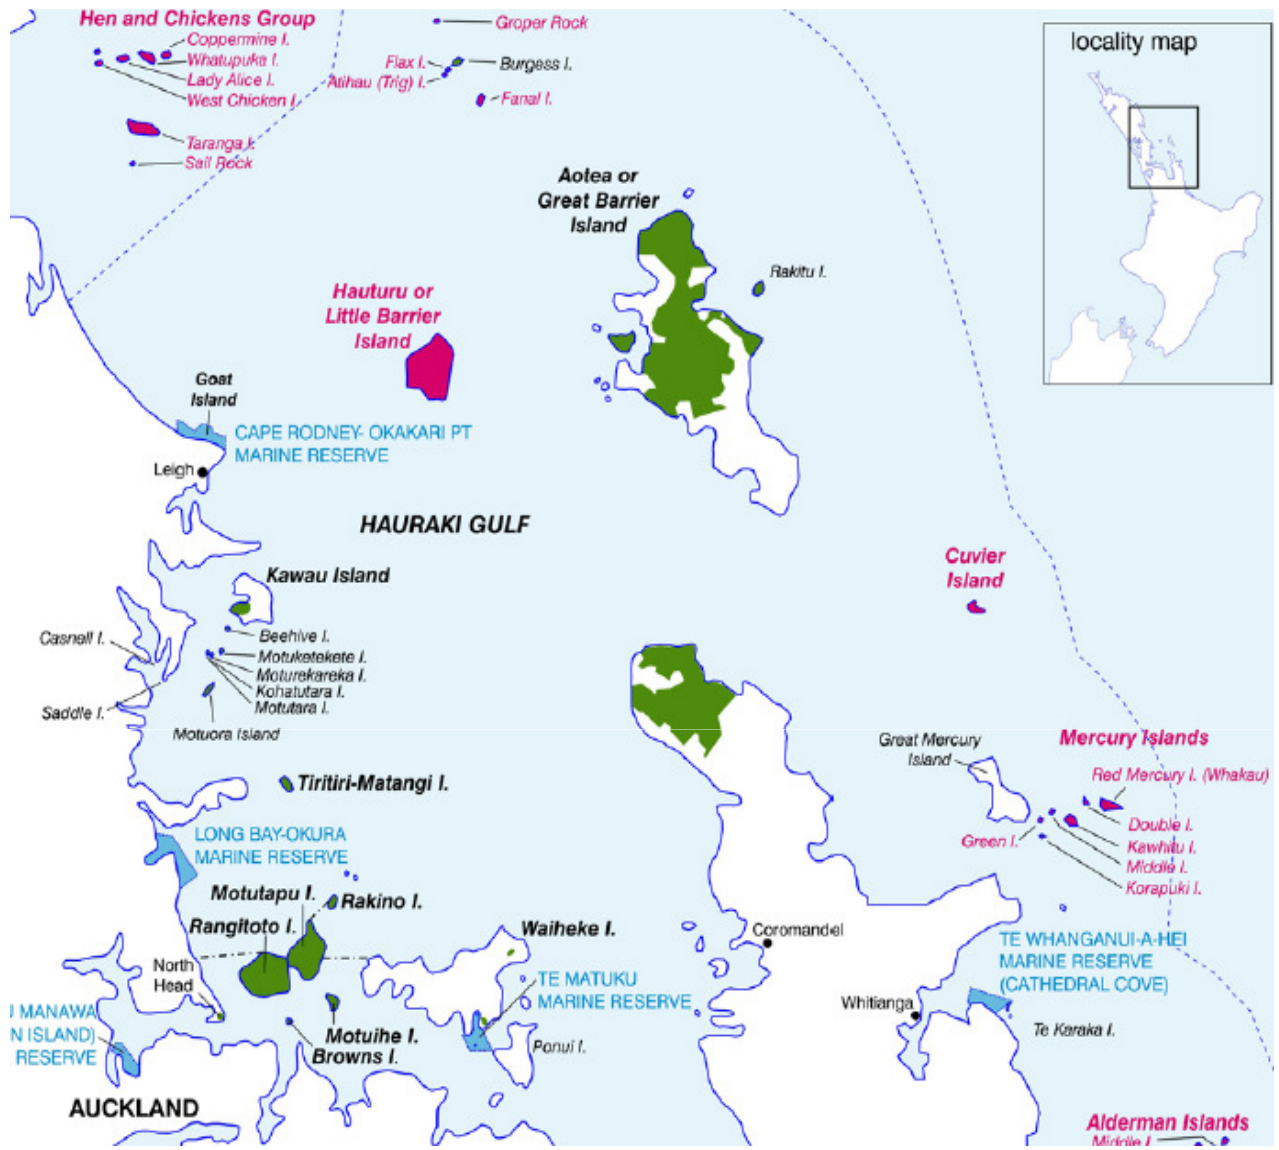 Hen and Chickens Group
Coppermine I.
Whatupuke I.
Lady Alice I.
West Chicken I.
Taranga I.
Sail Rock
Groper Rock
Flax I.
Burgess I.
Atihau (Trig) I.
Fanal I.
locality map
Aotea or
Great Barrier
Island
Rakitu I.
Hauturu or
Little Barrier
Island
Goat
Island
CAPE RODNEY- OKAKARI PT
MARINE RESERVE
Leigh
HAURAKI GULF
Cuvier
Island
Kawau Island
Casnell I.
Beehive I.
Motuketekete I.
Moturekareka I.
Kohatutara I.
Motutara I.
Saddle I.
Motuora Island
Great Mercury
Island
Mercury Islands
Red Mercury I. (Whakau)
Double I.
Kawhitu I.
Middle I.
Korapuki I.
Green I.
Tiritiri-Matangi I.
LONG BAY-OKURA
MARINE RESERVE
Motutapu I.
Rakino I.
Rangitoto I.
Waiheke I.
Coromandel
North
Head
TE MATUKU
MARINE RESERVE
TE WHANGANUI-A-HEI
MARINE RESERVE
(CATHEDRAL COVE)
Whitianga
Te Karaka I.
U MANAWA
N ISLAND)
RESERVE
Motuihe I.
Browns I.
Ponui I.
AUCKLAND
Alderman Islands
Middle I.